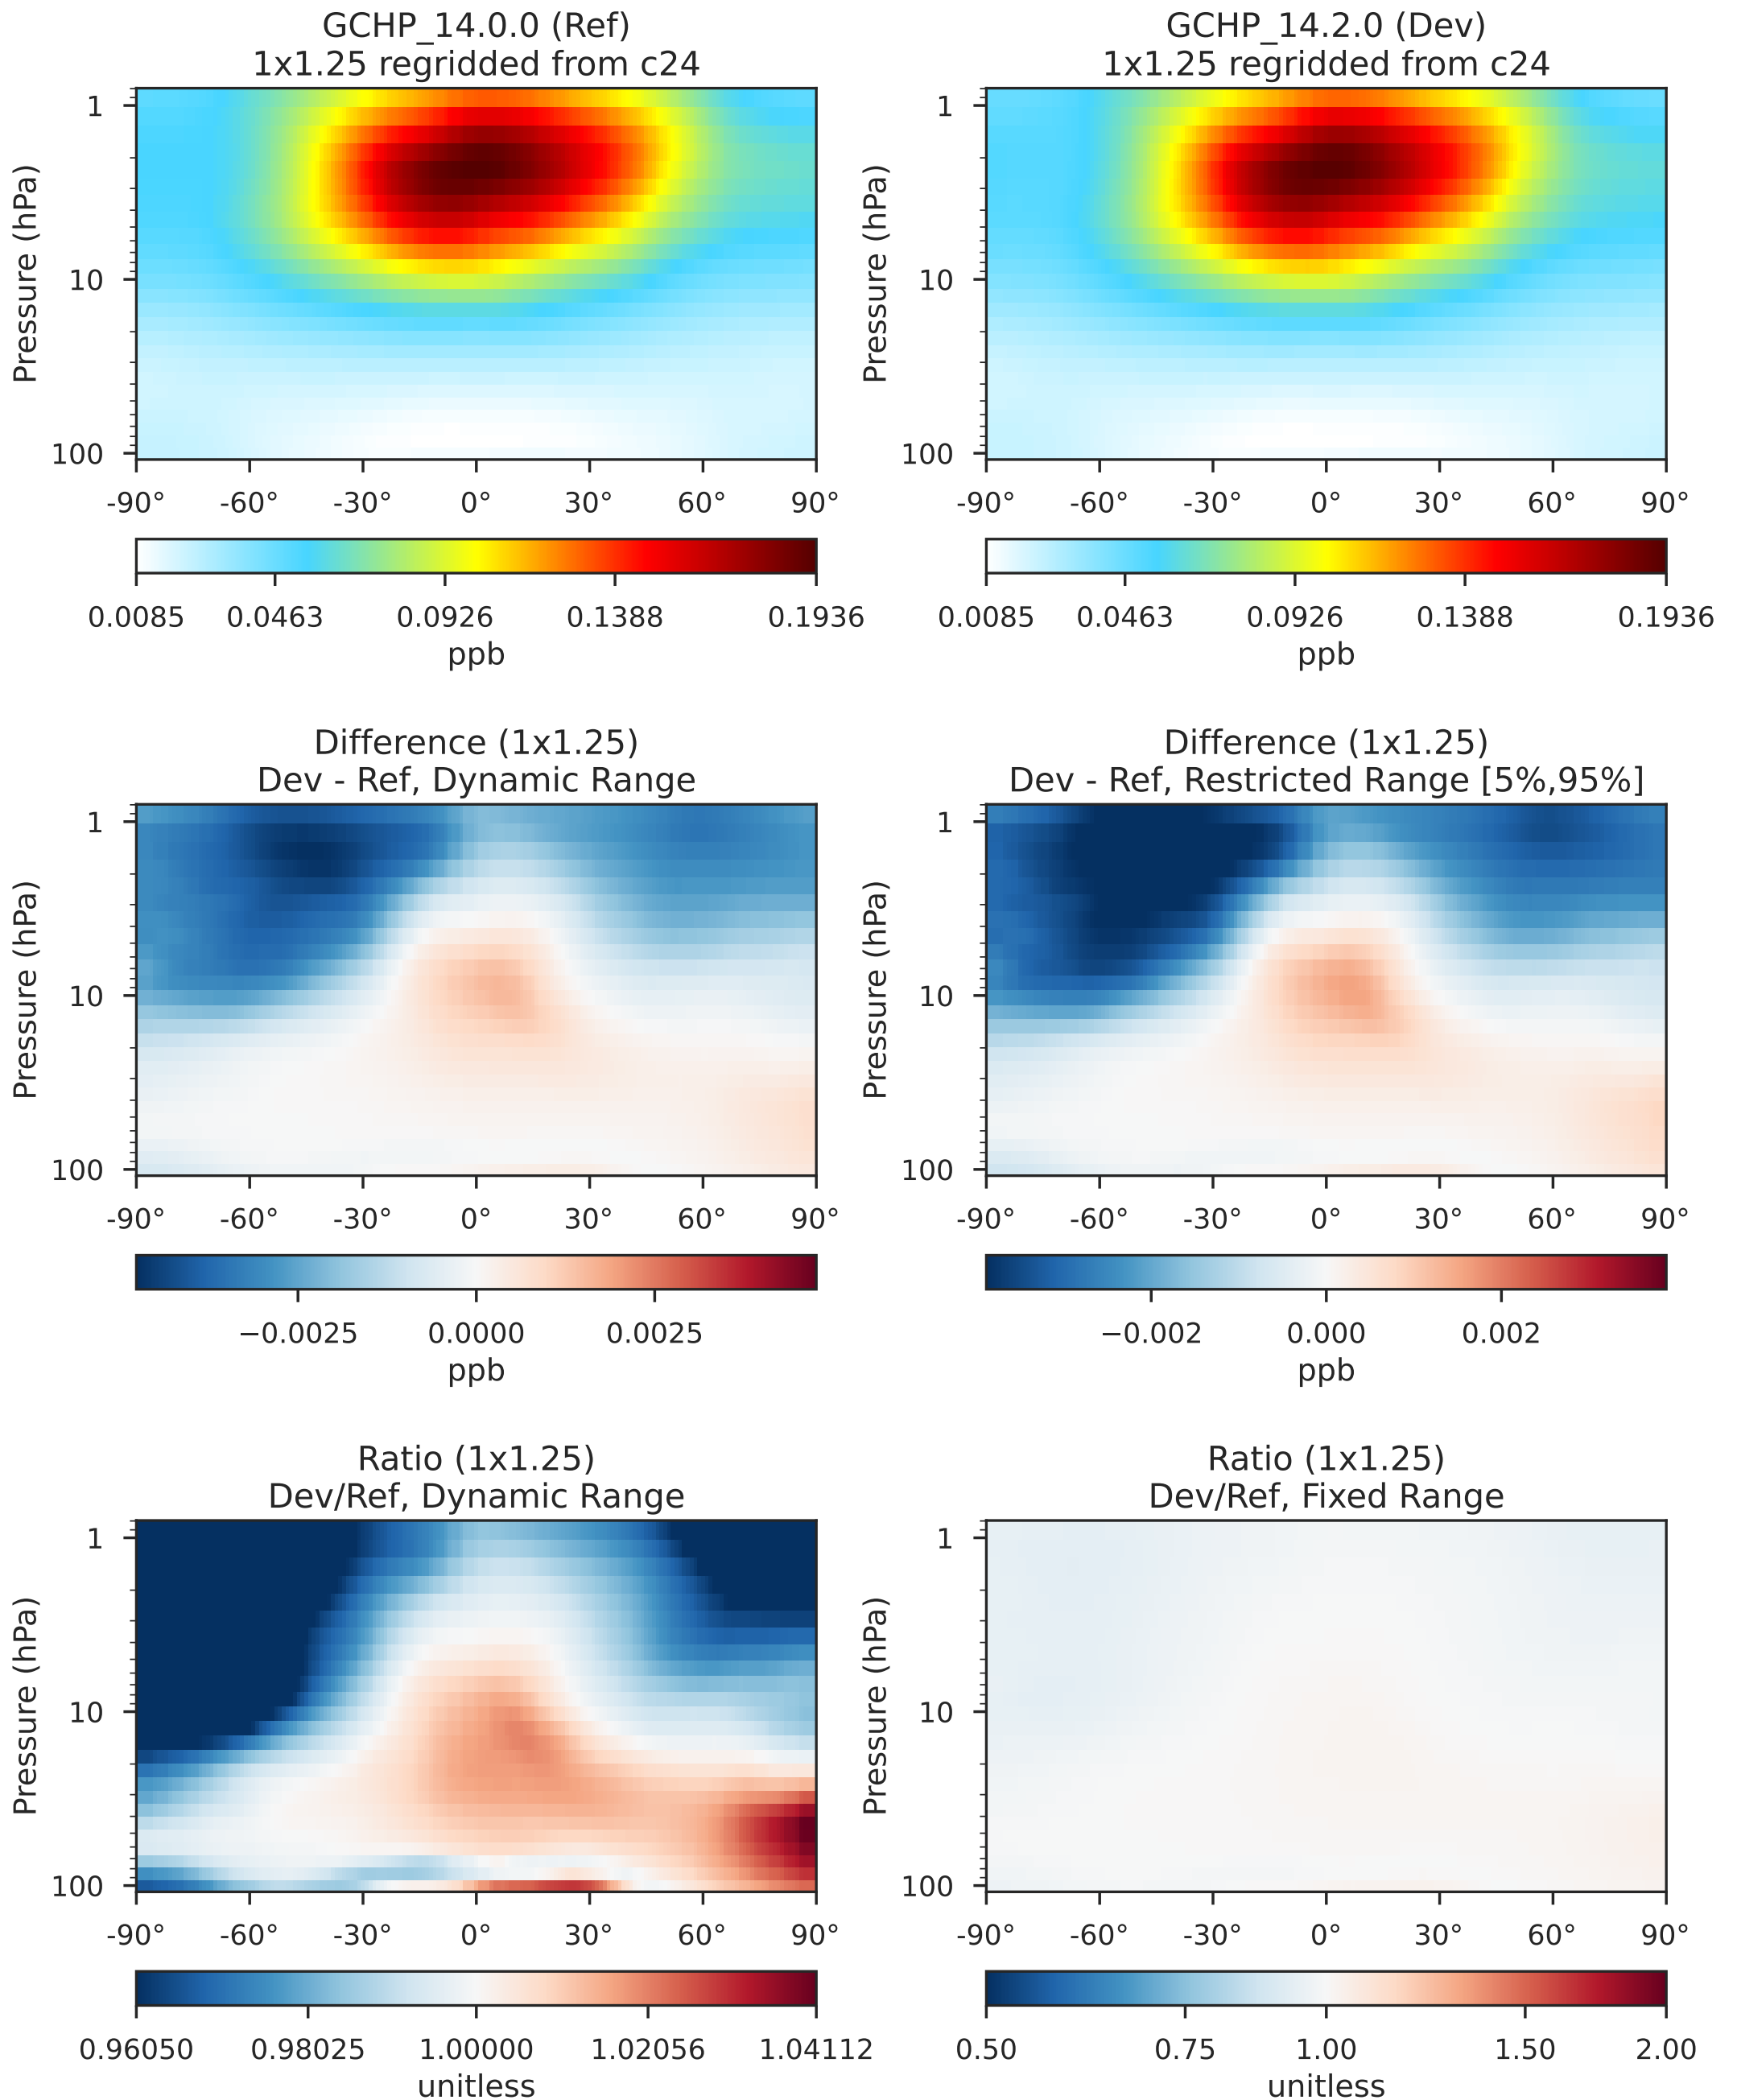 GCHP_14.0.0 (Ref)
1x1.25 regridded from c24
Pressure (hPa)
1
10
100
-90° -60° -30° 0° 30° 60° 90°
0.0085 0.0463 0.0926 0.1388 0.1936
ppb
GCHP_14.2.0 (Dev)
1x1.25 regridded from c24
Pressure (hPa)
1
10
100
-90° -60° -30° 0° 30° 60° 90°
0.0085 0.0463 0.0926 0.1388 0.1936
ppb
Difference (1x1.25)
Dev - Ref, Dynamic Range
Pressure (hPa)
1
10
100
-90° -60° -30° 0° 30° 60° 90°
−0.0025 0.0000 0.0025
ppb
Difference (1x1.25)
Dev - Ref, Restricted Range [5%,95%]
Pressure (hPa)
1
10
100
-90° -60° -30° 0° 30° 60° 90°
−0.002 0.000 0.002
ppb
Ratio (1x1.25)
Dev/Ref, Dynamic Range
Pressure (hPa)
1
10
100
-90° -60° -30° 0° 30° 60° 90°
0.96050 0.98025 1.00000 1.02056 1.04112
unitless
Ratio (1x1.25)
Dev/Ref, Fixed Range
Pressure (hPa)
1
10
100
-90° -60° -30° 0° 30° 60° 90°
0.50 0.75 1.00 1.50 2.00
unitless